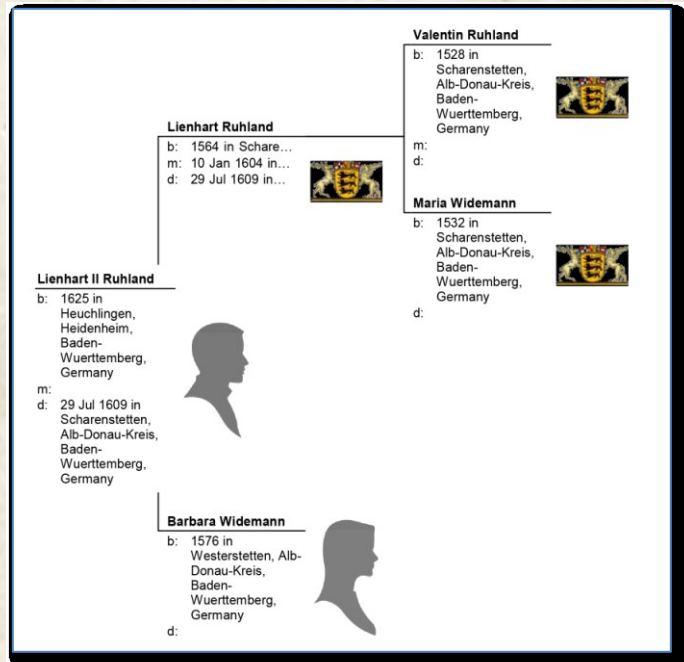 Valentin Ruhland
b: 1528 in
Scharenstetten,
Alb-Donau-Kreis,
Baden-
Wuerttemberg,
Germany
m:
d:
Lienhart Ruhland
b: 1564 in Schare…
m: 10 Jan 1604 in…
d: 29 Jul 1609 in…
Maria Widemann
b: 1532 in
Scharenstetten,
Alb-Donau-Kreis,
Baden-
Wuerttemberg,
Germany
d:
Lienhart II Ruhland
b: 1625 in
Heuchlingen,
Heidenheim,
Baden-
Wuerttemberg,
Germany
m:
d: 29 Jul 1609 in
Scharenstetten,
Alb-Donau-Kreis,
Baden-
Wuerttemberg,
Germany
Barbara Widemann
b: 1576 in
Westerstetten, Alb-
Donau-Kreis,
Baden-
Wuerttemberg,
Germany
d: